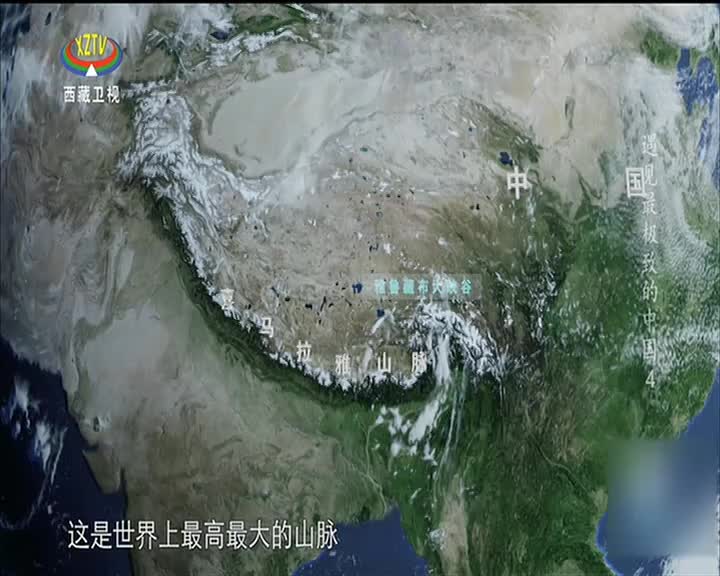 XZTV
西藏卫视
中国
遇见最极致的中国4
雅鲁藏布大峡谷
喜马拉雅山脉
这是世界上最高最大的山脉